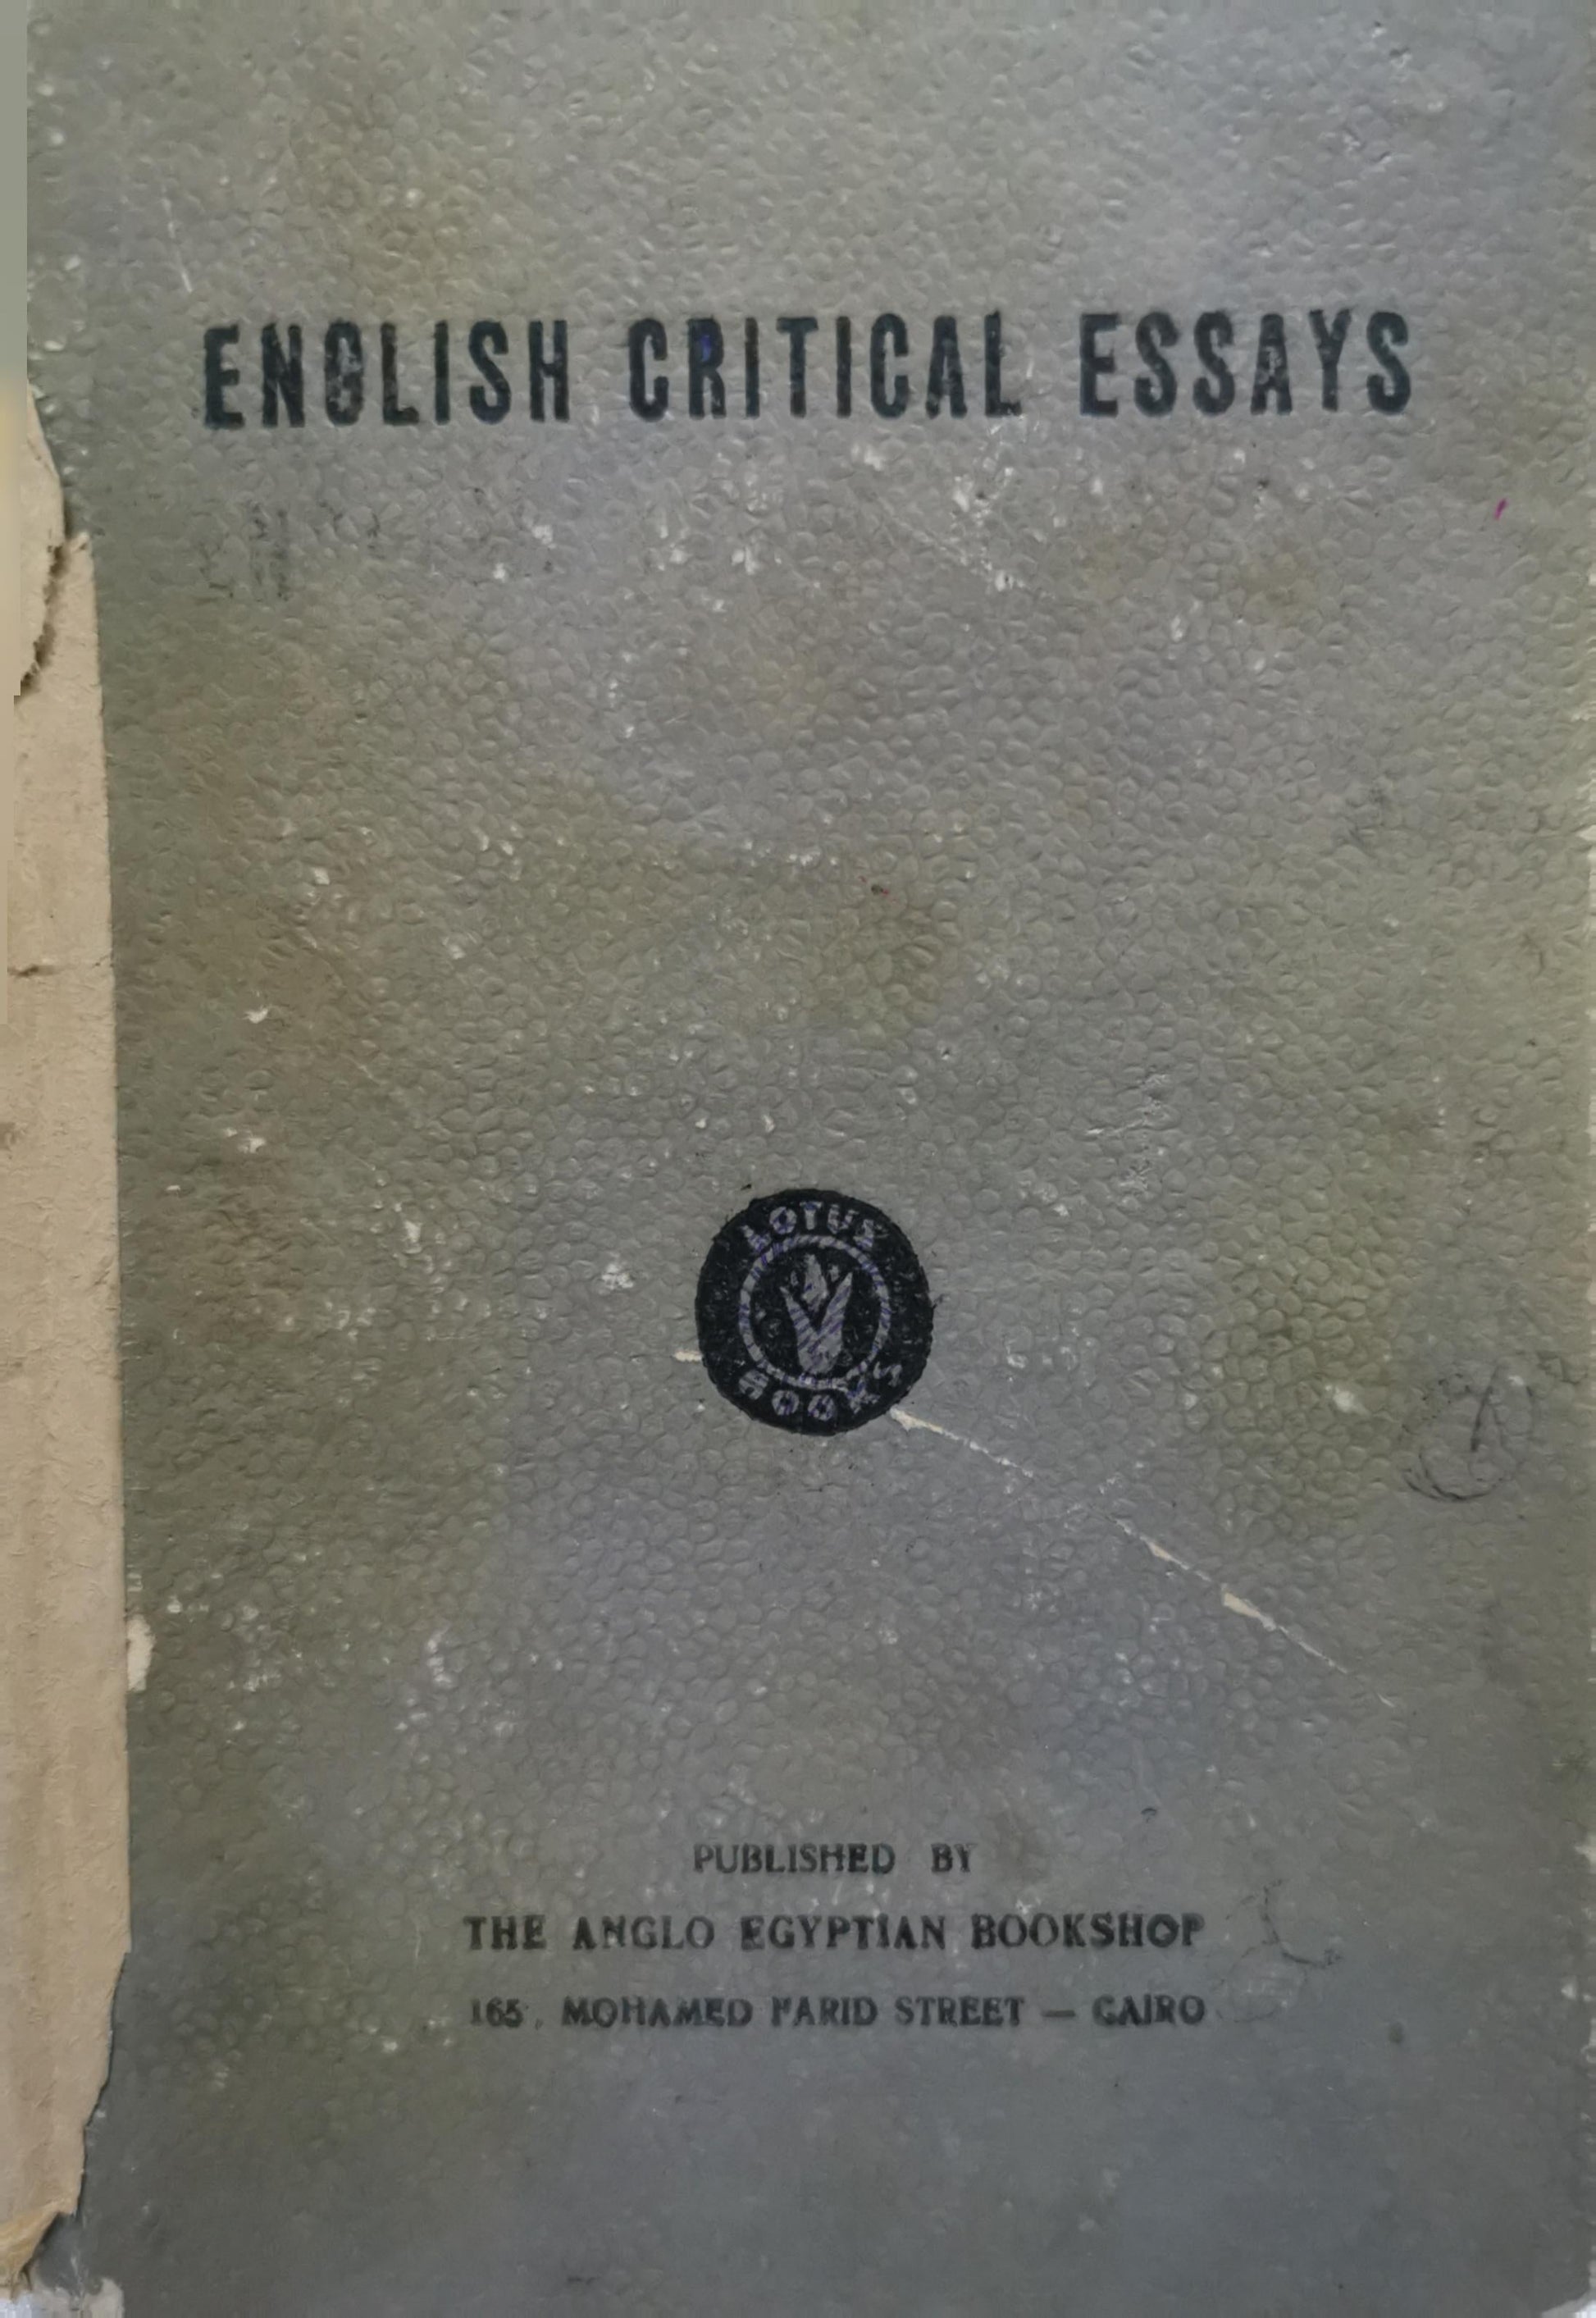 ENGLISH CRITICAL ESSAYS
LOTUS
BOOKS
PUBLISHED BY
THE ANGLO EGYPTIAN BOOKSHOP
165, MOHAMED FARID STREET — CAIRO